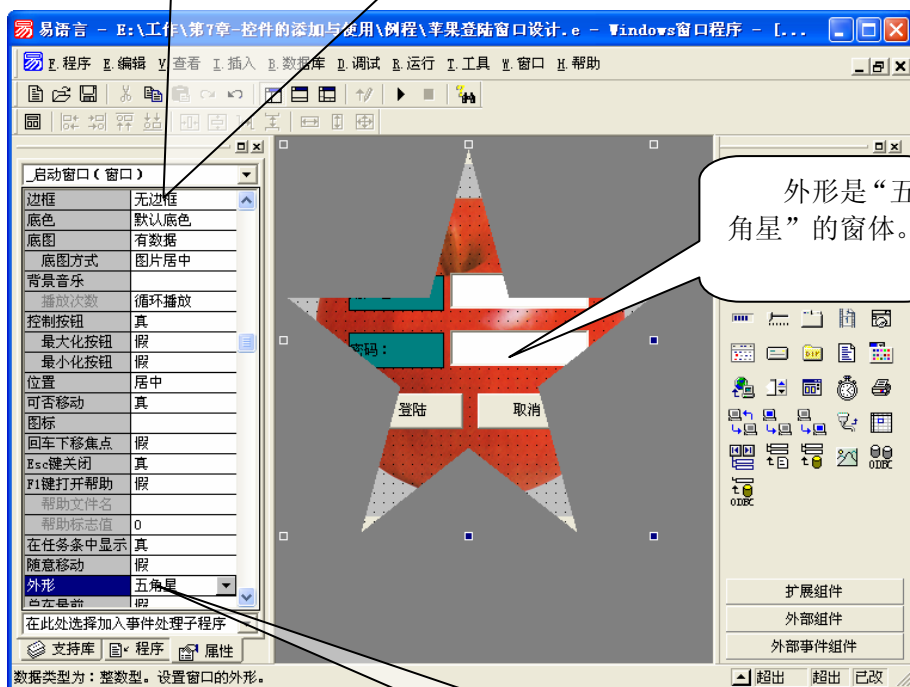 易语言 - E:\工作\第7章-控件的添加与使用\例程\苹果登陆窗口设计.e - Windows窗口程序 - [...
F.程序 E.编辑 V.查看 I.插入 B.数据库 D.调试 R.运行 T.工具 W.窗口 H.帮助
_启动窗口(窗口)
边框 无边框
底色 默认底色
底图 有数据
底图方式 图片居中
背景音乐
播放次数 循环播放
控制按钮 真
最大化按钮 假
最小化按钮 假
位置 居中
可否移动 真
图标
回车下移焦点 假
Esc键关闭 真
F1键打开帮助 假
帮助文件名
帮助标志值 0
在任务条中显示 真
随意移动 假
外形 五角星
总在最前 假
在此处选择加入事件处理子程序
支持库 程序 属性
密码：
登陆 取消
外形是“五
角星”的窗体。
DIP
ODBC
ODBC
扩展组件
外部组件
外部事件组件
数据类型为：整数型。设置窗口的外形。
超出 超出 已改